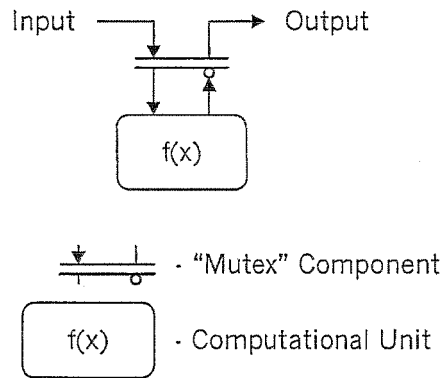 Input Output
f(x)
- "Mutex" Component
f(x) - Computational Unit